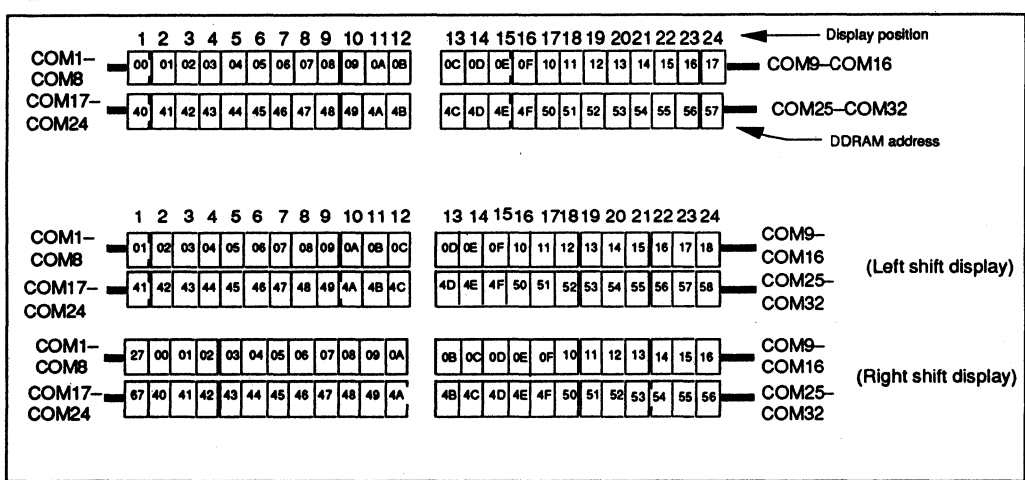 1 2 3 4 5 6 7 8 9 10 11 12 13 14 15 16 17 18 19 20 21 22 23 24 Display position
COM1–COM8 00 01 02 03 04 05 06 07 08 09 0A 0B 0C 0D 0E 0F 10 11 12 13 14 15 16 17 COM9–COM16
COM17–COM24 40 41 42 43 44 45 46 47 48 49 4A 4B 4C 4D 4E 4F 50 51 52 53 54 55 56 57 COM25–COM32
DDRAM address
1 2 3 4 5 6 7 8 9 10 11 12 13 14 15 16 17 18 19 20 21 22 23 24
COM1–COM8 01 02 03 04 05 06 07 08 09 0A 0B 0C 0D 0E 0F 10 11 12 13 14 15 16 17 18 COM9–COM16
(Left shift display)
COM17–COM24 41 42 43 44 45 46 47 48 49 4A 4B 4C 4D 4E 4F 50 51 52 53 54 55 56 57 58 COM25–COM32
COM1–COM8 27 00 01 02 03 04 05 06 07 08 09 0A 0B 0C 0D 0E 0F 10 11 12 13 14 15 16 COM9–COM16
(Right shift display)
COM17–COM24 67 40 41 42 43 44 45 46 47 48 49 4A 4B 4C 4D 4E 4F 50 51 52 53 54 55 56 COM25–COM32